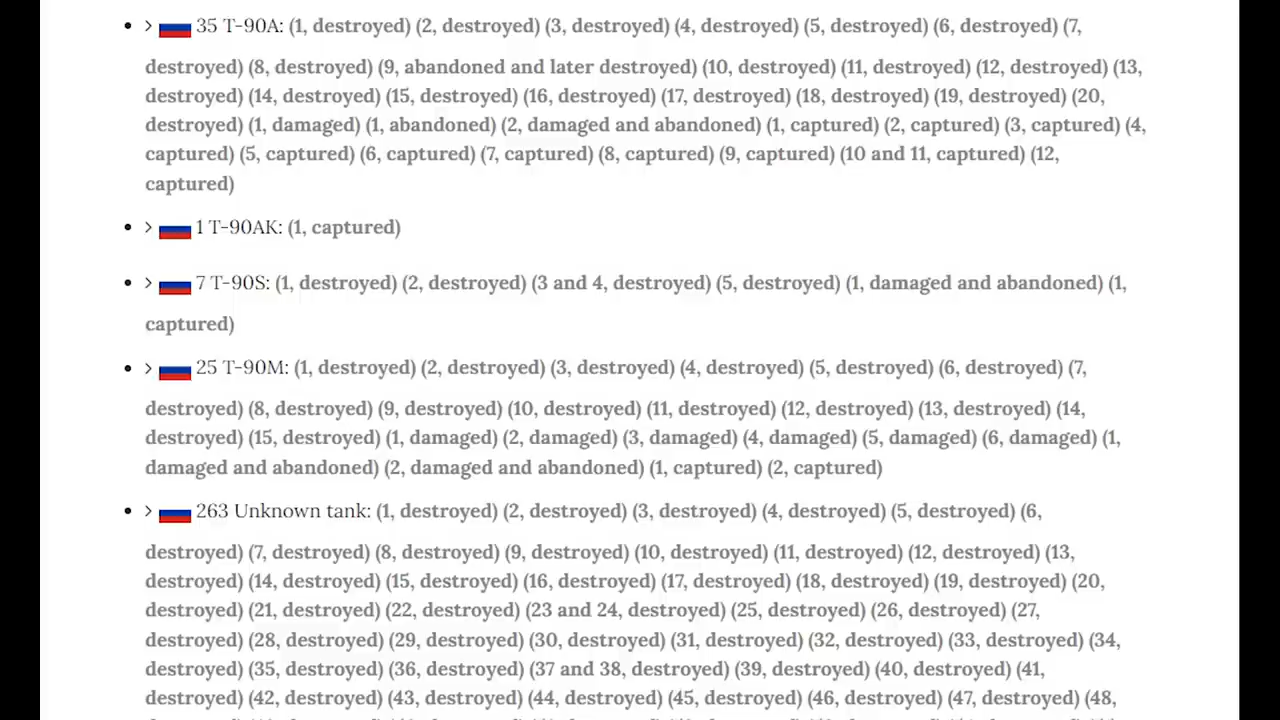 > 35 T-90A: (1, destroyed) (2, destroyed) (3, destroyed) (4, destroyed) (5, destroyed) (6, destroyed) (7,
destroyed) (8, destroyed) (9, abandoned and later destroyed) (10, destroyed) (11, destroyed) (12, destroyed) (13,
destroyed) (14, destroyed) (15, destroyed) (16, destroyed) (17, destroyed) (18, destroyed) (19, destroyed) (20,
destroyed) (1, damaged) (1, abandoned) (2, damaged and abandoned) (1, captured) (2, captured) (3, captured) (4,
captured) (5, captured) (6, captured) (7, captured) (8, captured) (9, captured) (10 and 11, captured) (12,
captured)
> 1 T-90AK: (1, captured)
> 7 T-90S: (1, destroyed) (2, destroyed) (3 and 4, destroyed) (5, destroyed) (1, damaged and abandoned) (1,
captured)
> 25 T-90M: (1, destroyed) (2, destroyed) (3, destroyed) (4, destroyed) (5, destroyed) (6, destroyed) (7,
destroyed) (8, destroyed) (9, destroyed) (10, destroyed) (11, destroyed) (12, destroyed) (13, destroyed) (14,
destroyed) (15, destroyed) (1, damaged) (2, damaged) (3, damaged) (4, damaged) (5, damaged) (6, damaged) (1,
damaged and abandoned) (2, damaged and abandoned) (1, captured) (2, captured)
> 263 Unknown tank: (1, destroyed) (2, destroyed) (3, destroyed) (4, destroyed) (5, destroyed) (6,
destroyed) (7, destroyed) (8, destroyed) (9, destroyed) (10, destroyed) (11, destroyed) (12, destroyed) (13,
destroyed) (14, destroyed) (15, destroyed) (16, destroyed) (17, destroyed) (18, destroyed) (19, destroyed) (20,
destroyed) (21, destroyed) (22, destroyed) (23 and 24, destroyed) (25, destroyed) (26, destroyed) (27,
destroyed) (28, destroyed) (29, destroyed) (30, destroyed) (31, destroyed) (32, destroyed) (33, destroyed) (34,
destroyed) (35, destroyed) (36, destroyed) (37 and 38, destroyed) (39, destroyed) (40, destroyed) (41,
destroyed) (42, destroyed) (43, destroyed) (44, destroyed) (45, destroyed) (46, destroyed) (47, destroyed) (48,